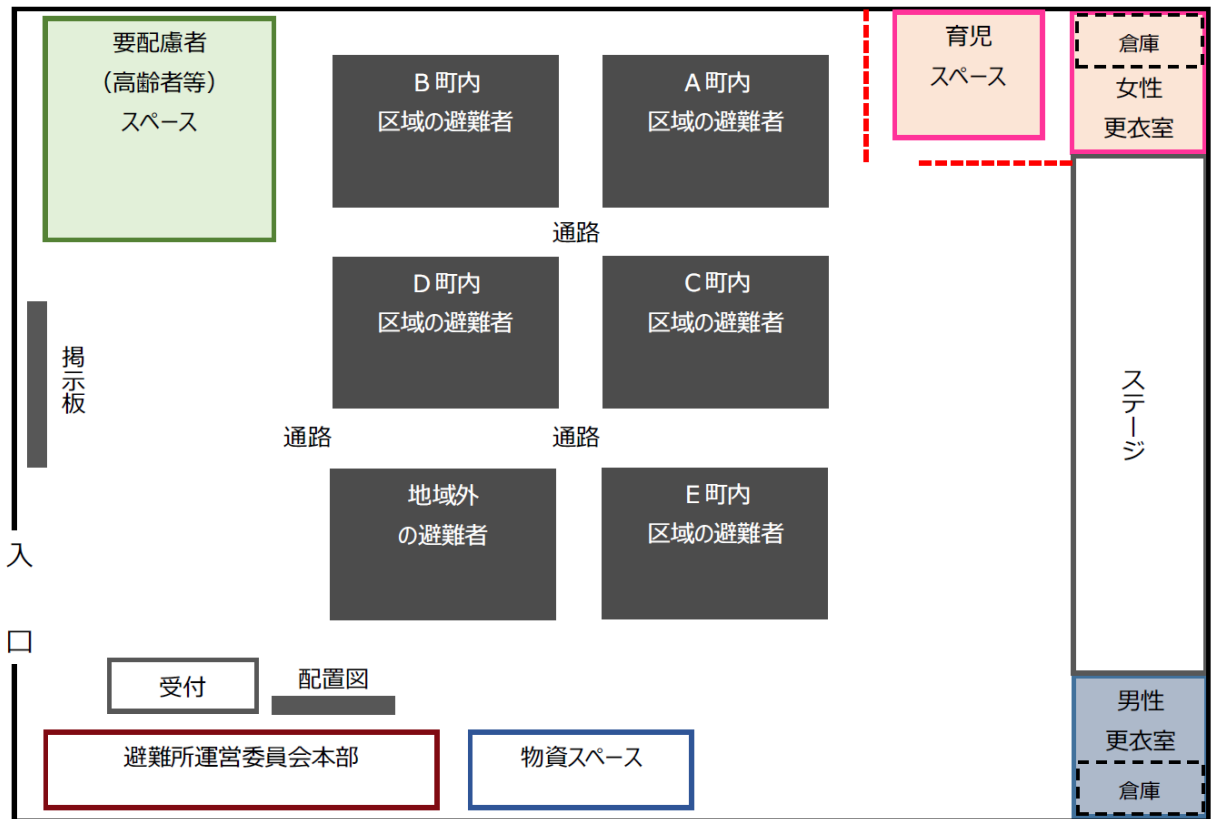 要配慮者
（高齢者等）
スペース
Ｂ町内
区域の避難者
Ａ町内
区域の避難者
育児
スペース
倉庫
女性
更衣室
通路
Ｄ町内
区域の避難者
Ｃ町内
区域の避難者
掲示板
ステージ
通路
通路
地域外
の避難者
Ｅ町内
区域の避難者
入口
受付
配置図
男性
更衣室
倉庫
避難所運営委員会本部
物資スペース